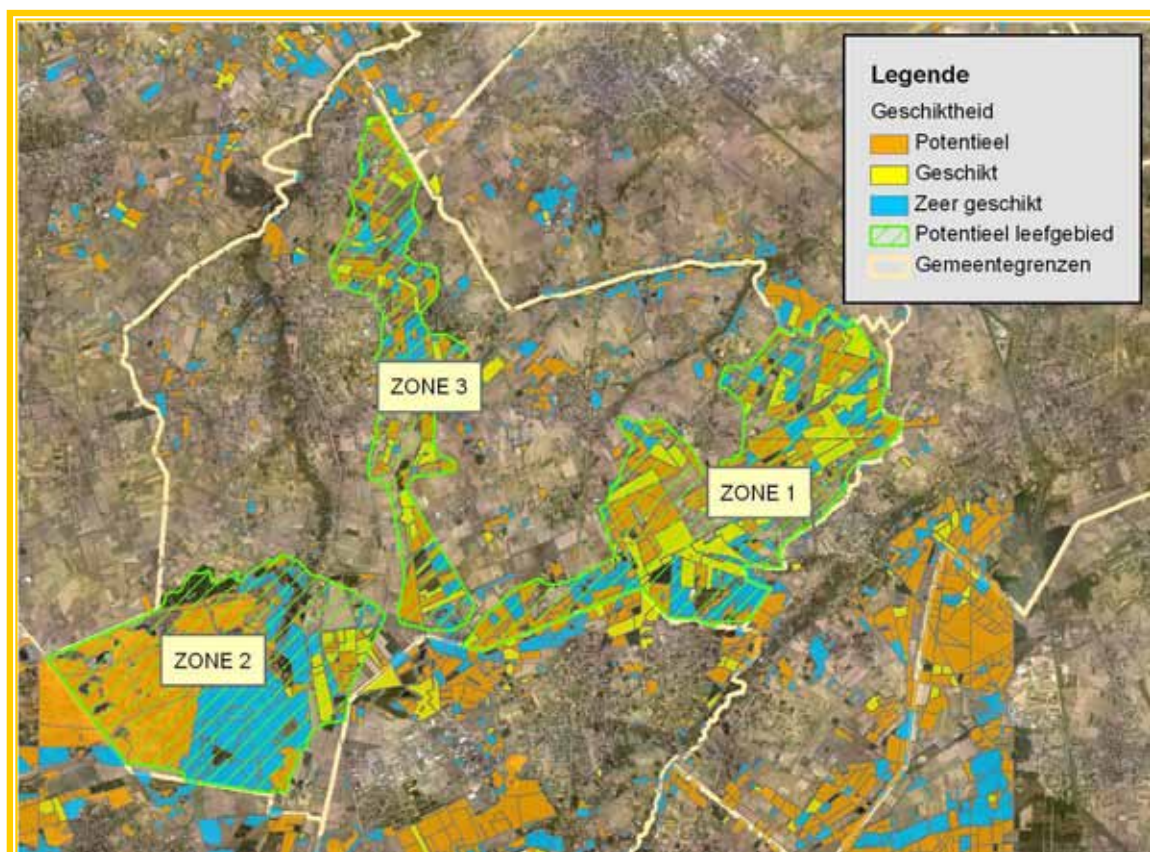 Legende
Geschiktheid
Potentieel
Geschikt
Zeer geschikt
Potentieel leefgebied
Gemeentegrenzen
ZONE 3
ZONE 1
ZONE 2